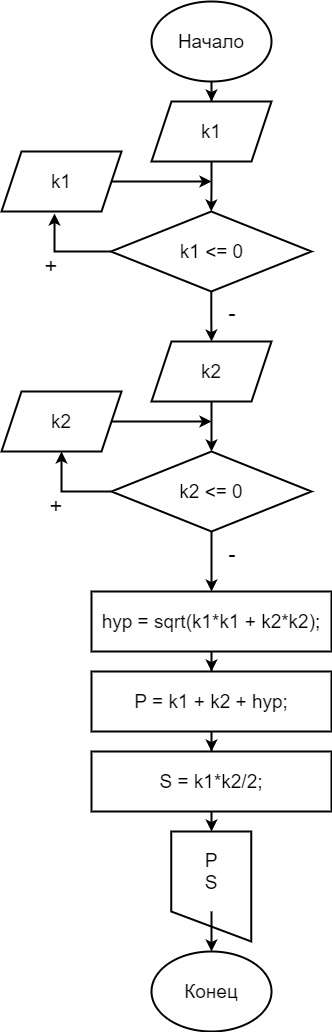 Начало
k1
k1
k1 <= 0
+
-
k2
k2
k2 <= 0
+
-
hyp = sqrt(k1*k1 + k2*k2);
P = k1 + k2 + hyp;
S = k1*k2/2;
P
S
Конец